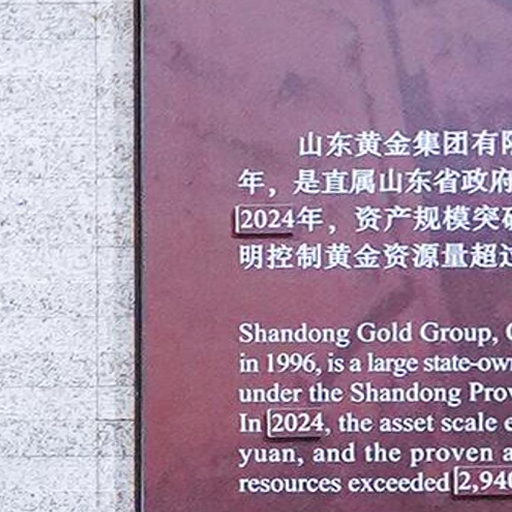 山东黄金集团有
年，是直属山东省政府
2024年，资产规模突
明控制黄金资源量超
Shandong Gold Group,
in 1996, is a large state-own
under the Shandong Prov
In 2024, the asset scale e
yuan, and the proven a
resources exceeded 2,940